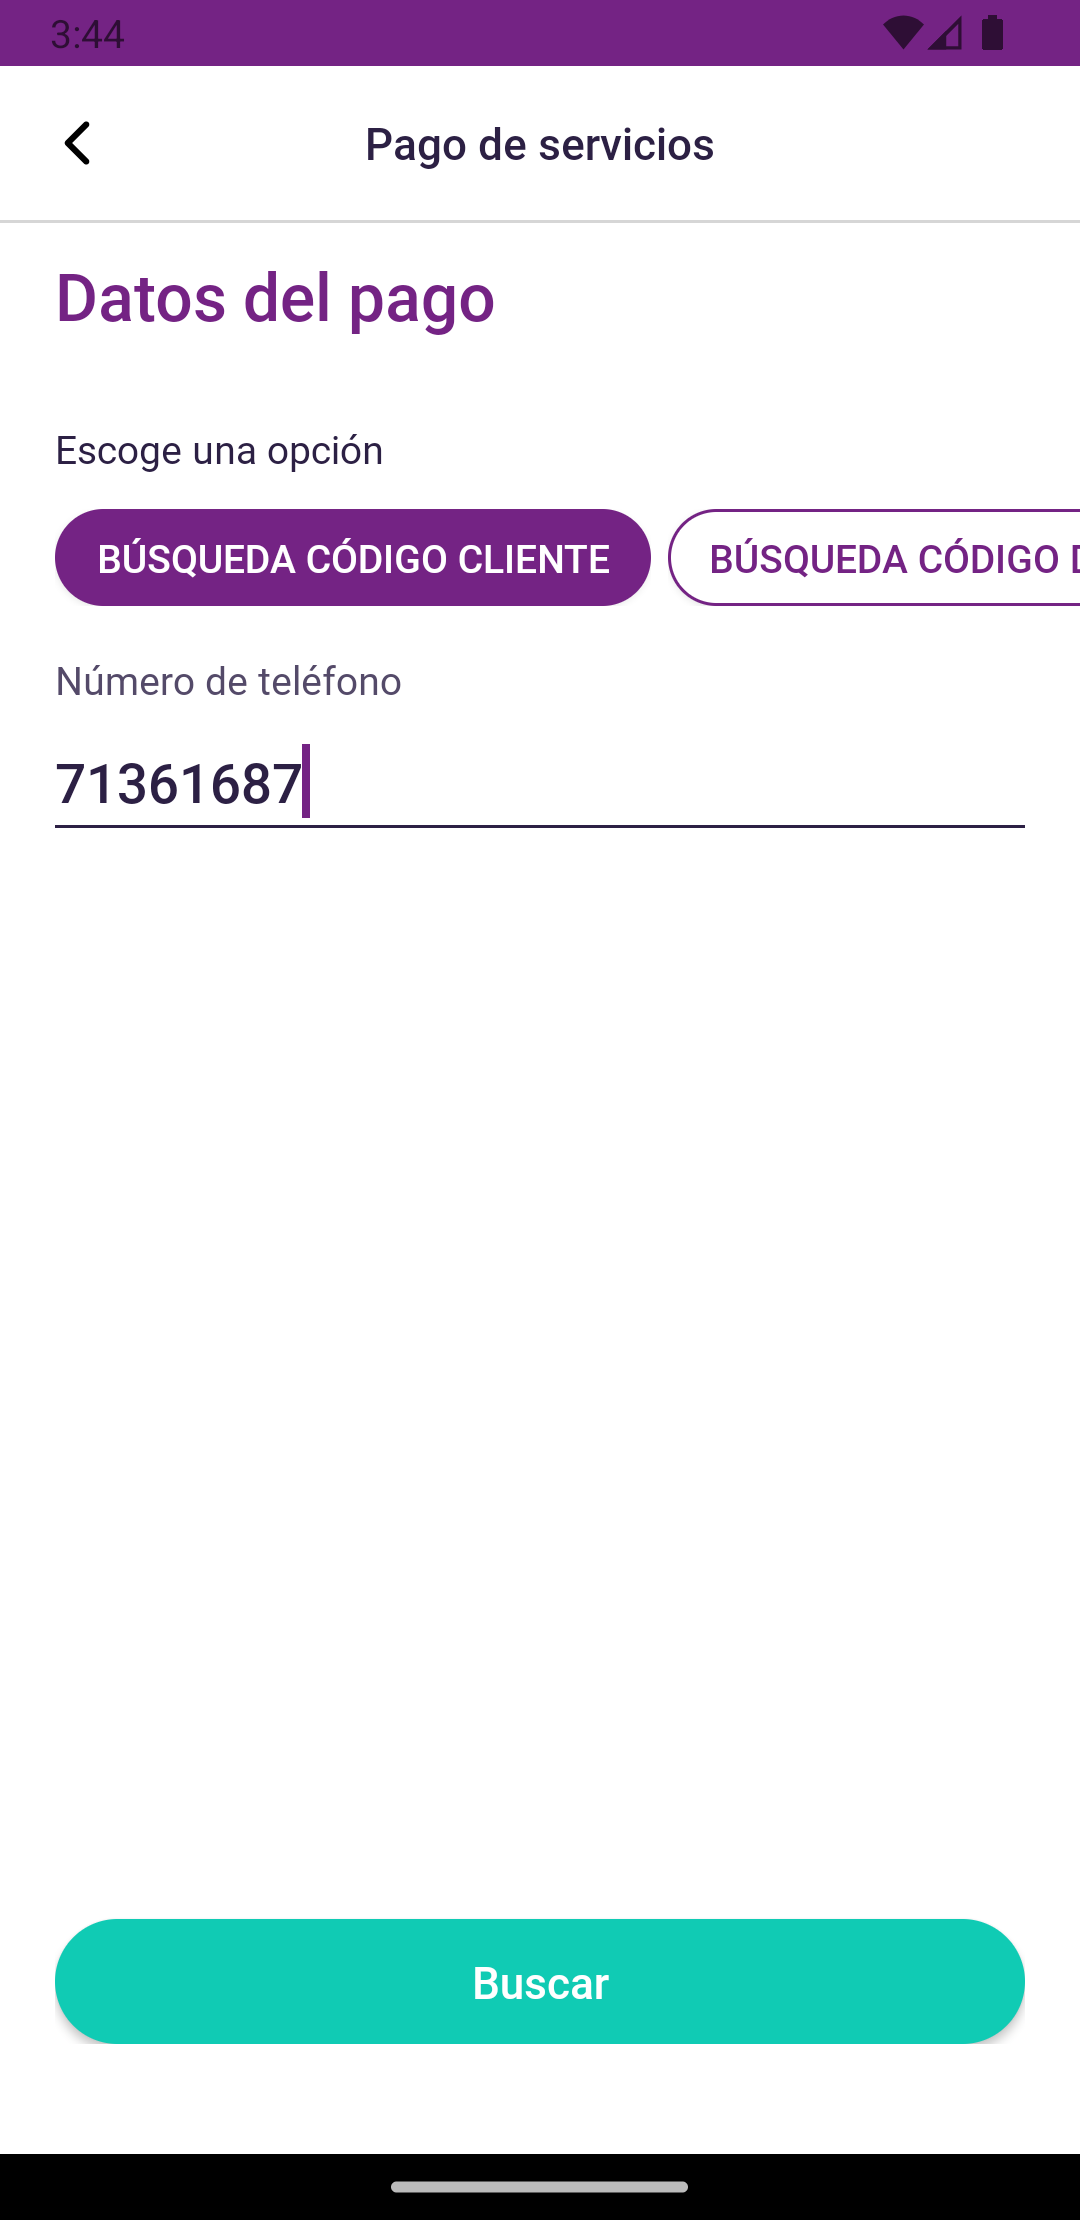 3:44
Pago de servicios
Datos del pago
Escoge una opción
BÚSQUEDA CÓDIGO CLIENTE
BÚSQUEDA CÓDIGO
Número de teléfono
71361687
Buscar